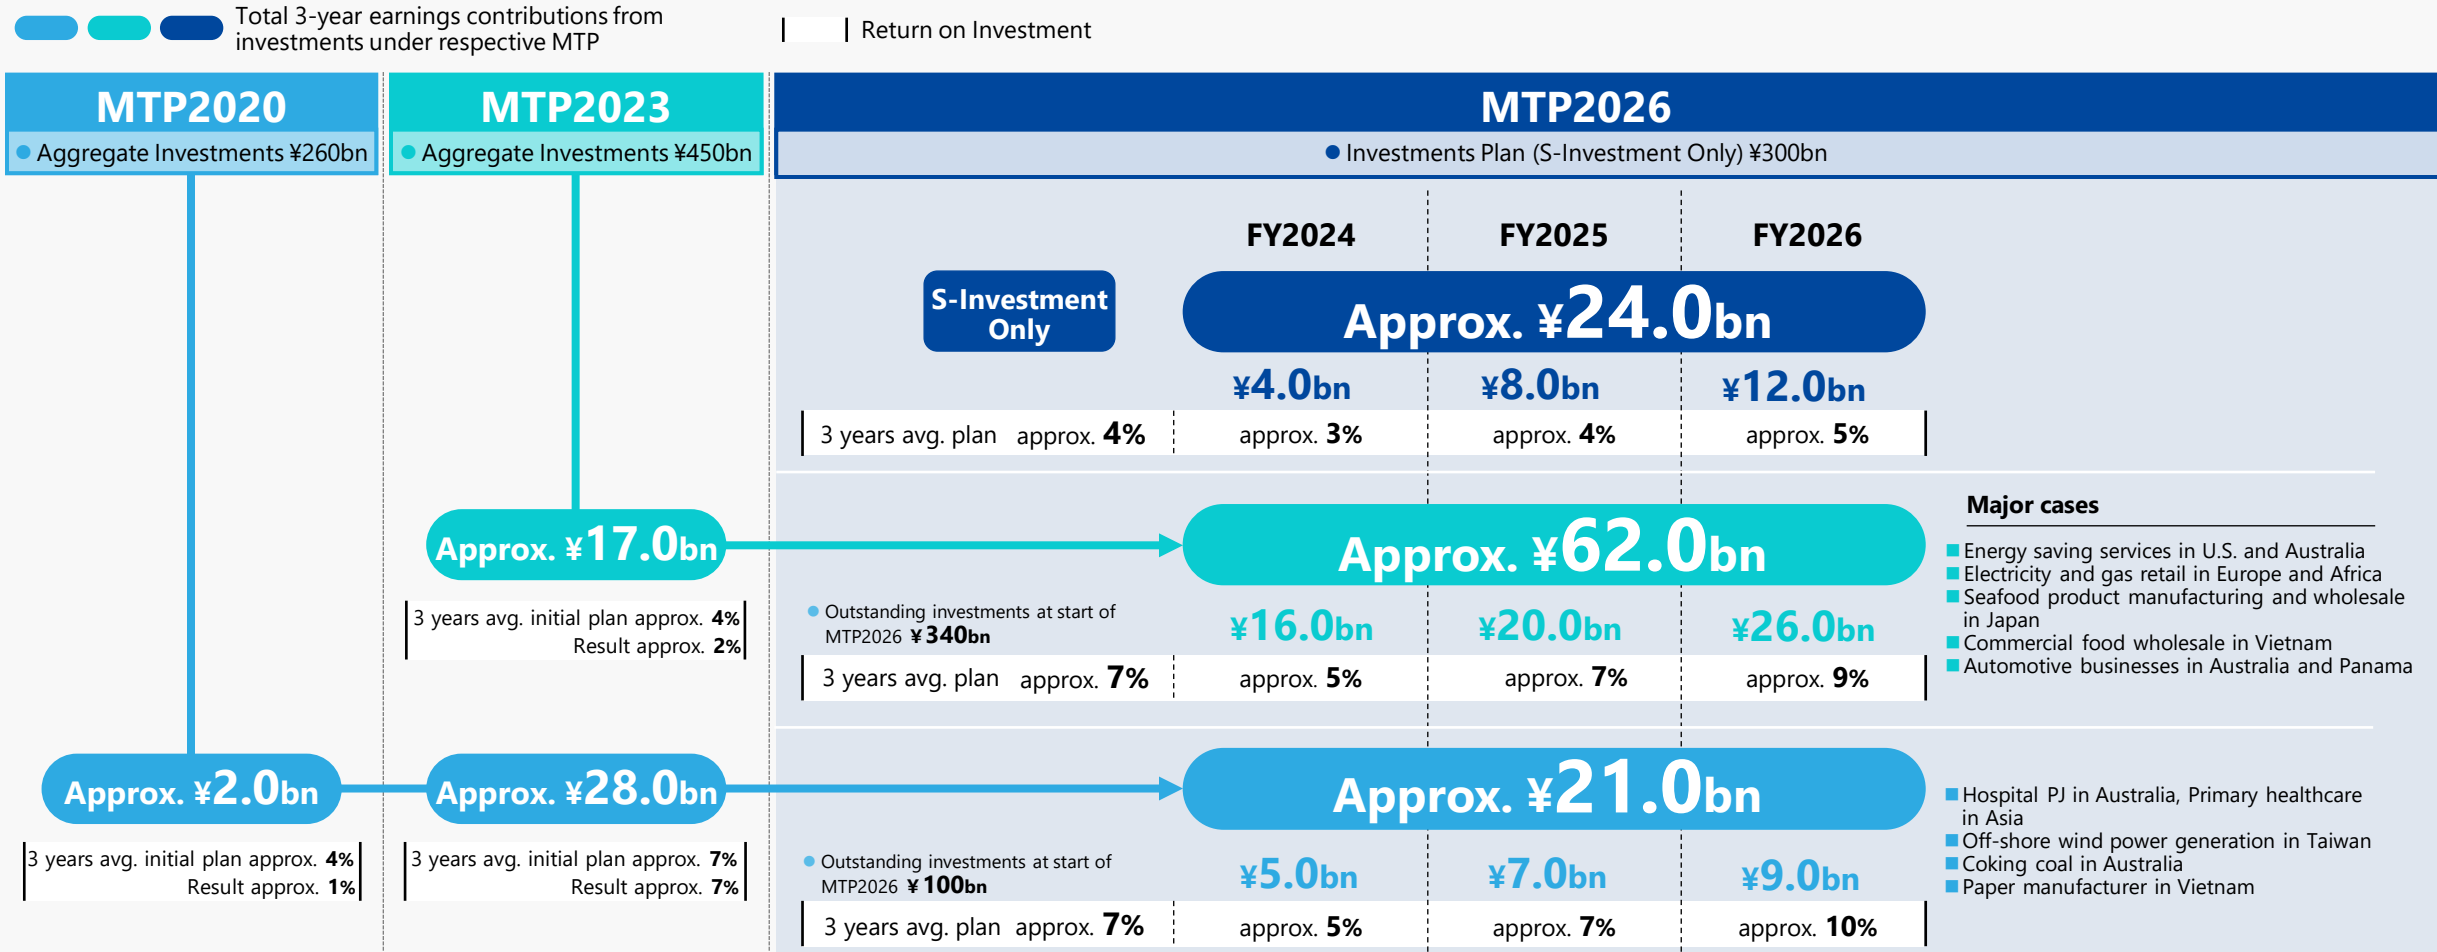 Total 3-year earnings contributions from
investments under respective MTP
Return on Investment
MTP2020
● Aggregate Investments ¥260bn
MTP2023
● Aggregate Investments ¥450bn
MTP2026
● Investments Plan (S-Investment Only) ¥300bn
FY2024
FY2025
FY2026
S-Investment
Only
Approx. ¥24.0bn
¥4.0bn
¥8.0bn
¥12.0bn
3 years avg. plan approx. 4%
approx. 3%
approx. 4%
approx. 5%
Approx. ¥17.0bn
3 years avg. initial plan approx. 4%
Result approx. 2%
Approx. ¥62.0bn
● Outstanding investments at start of
MTP2026 ¥340bn
¥16.0bn
¥20.0bn
¥26.0bn
3 years avg. plan approx. 7%
approx. 5%
approx. 7%
approx. 9%
Major cases
■ Energy saving services in U.S. and Australia
■ Electricity and gas retail in Europe and Africa
■ Seafood product manufacturing and wholesale
in Japan
■ Commercial food wholesale in Vietnam
■ Automotive businesses in Australia and Panama
Approx. ¥2.0bn
3 years avg. initial plan approx. 4%
Result approx. 1%
Approx. ¥28.0bn
3 years avg. initial plan approx. 7%
Result approx. 7%
Approx. ¥21.0bn
● Outstanding investments at start of
MTP2026 ¥100bn
¥5.0bn
¥7.0bn
¥9.0bn
3 years avg. plan approx. 7%
approx. 5%
approx. 7%
approx. 10%
■ Hospital PJ in Australia, Primary healthcare
in Asia
■ Off-shore wind power generation in Taiwan
■ Coking coal in Australia
■ Paper manufacturer in Vietnam